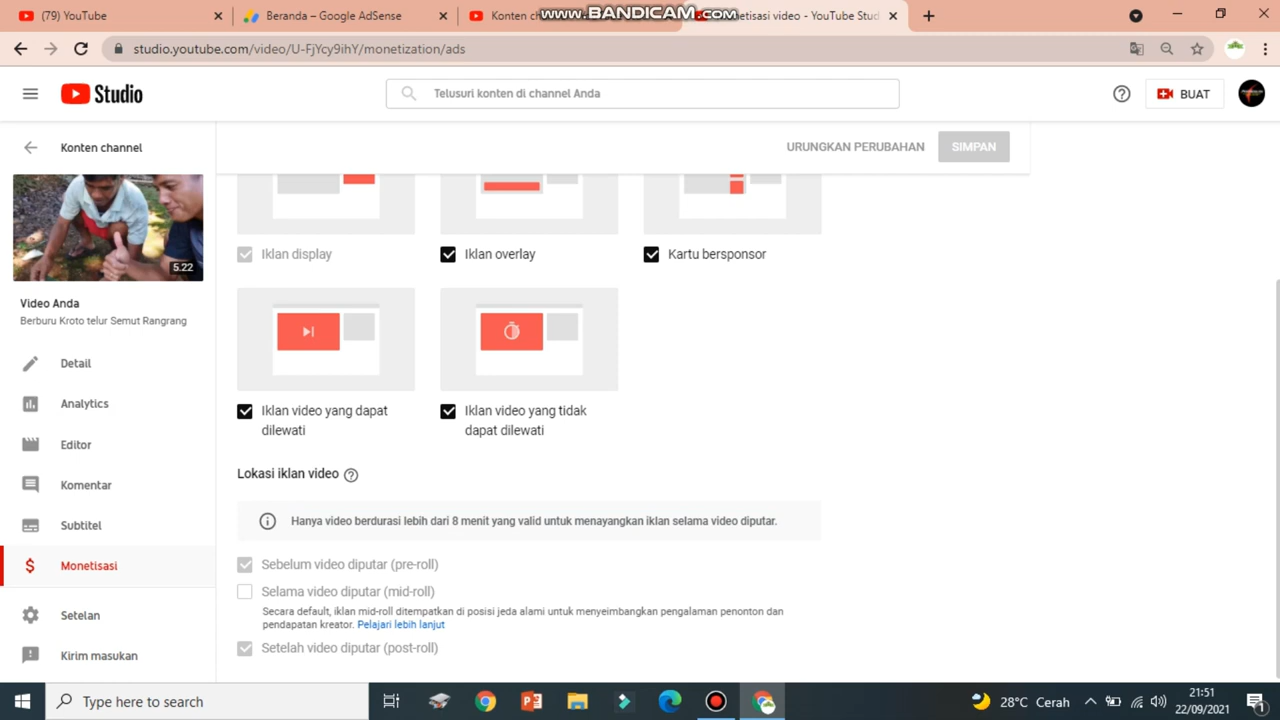 (79) YouTube
Beranda – Google AdSense
Konten
www.BANDICAM.com
netisasi video - YouTube Stud
studio.youtube.com/video/U-FjYcy9ihY/monetization/ads
Studio
Telusuri konten di channel Anda
BUAT
Konten channel
URUNGKAN PERUBAHAN
SIMPAN
5.22
Iklan display
Iklan overlay
Kartu bersponsor
Video Anda
Berburu Kroto telur Semut Rangrang
Detail
Analytics
Editor
Komentar
Subtitel
Monetisasi
Setelan
Kirim masukan
Iklan video yang dapat
dilewati
Iklan video yang tidak
dapat dilewati
Lokasi iklan video
Hanya video berdurasi lebih dari 8 menit yang valid untuk menayangkan iklan selama video diputar.
Sebelum video diputar (pre-roll)
Selama video diputar (mid-roll)
Secara default, iklan mid-roll ditempatkan di posisi jeda alami untuk menyeimbangkan pengalaman penonton dan
pendapatan kreator. Pelajari lebih lanjut
Setelah video diputar (post-roll)
Type here to search
28°C Cerah
21:51
22/09/2021
1